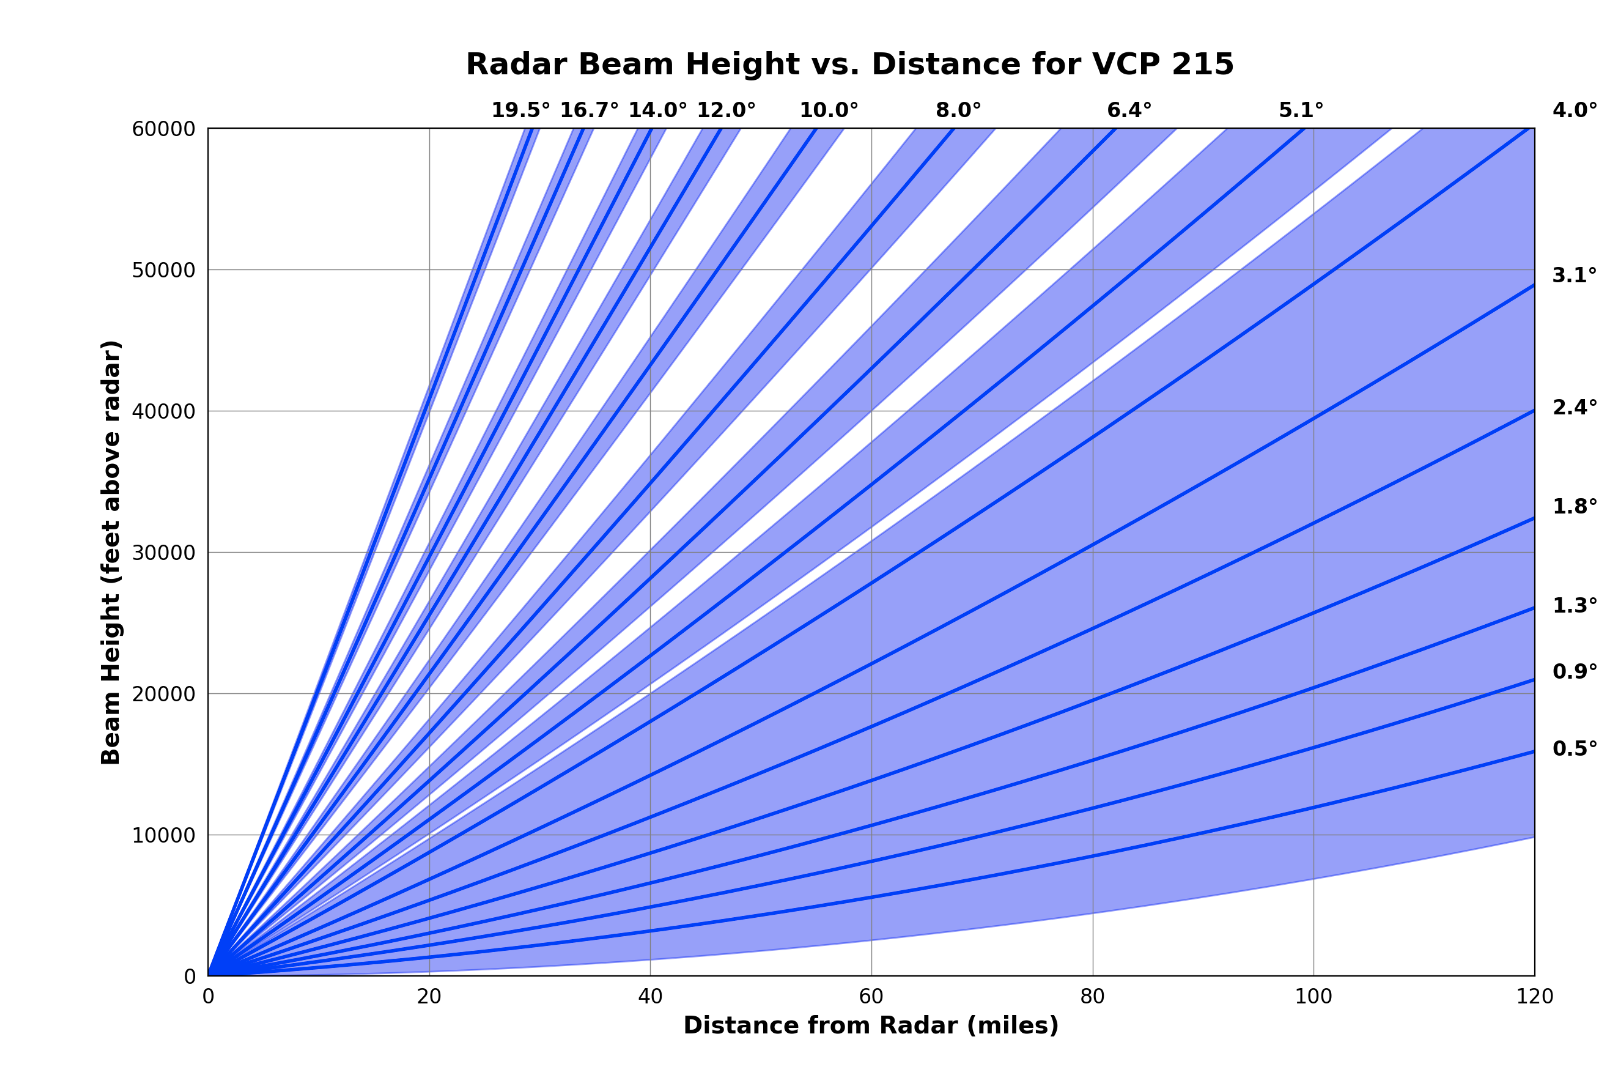 Radar Beam Height vs. Distance for VCP 215
19.5° 16.7° 14.0° 12.0° 10.0° 8.0° 6.4° 5.1° 4.0°
60000
50000
3.1°
40000
2.4°
30000
1.8°
1.3°
20000
0.9°
0.5°
10000
0
Beam Height (feet above radar)
0 20 40 60 80 100 120
Distance from Radar (miles)